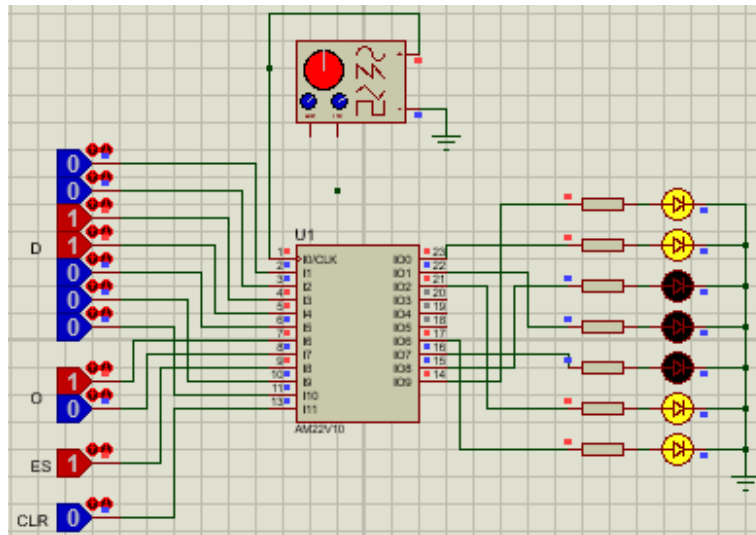 0
0
1
1
0
0
0
D
1
0
O
1
ES
0
CLR
U1
1 I0/CLK IO0 23
2 I1 IO1 22
3 I2 IO2 21
4 I3 IO3 20
5 I4 IO4 19
6 I5 IO5 18
7 I6 IO6 17
8 I7 IO7 16
9 I8 IO8 15
10 I9 IO9 14
11 I10
13 I11
AM22V10